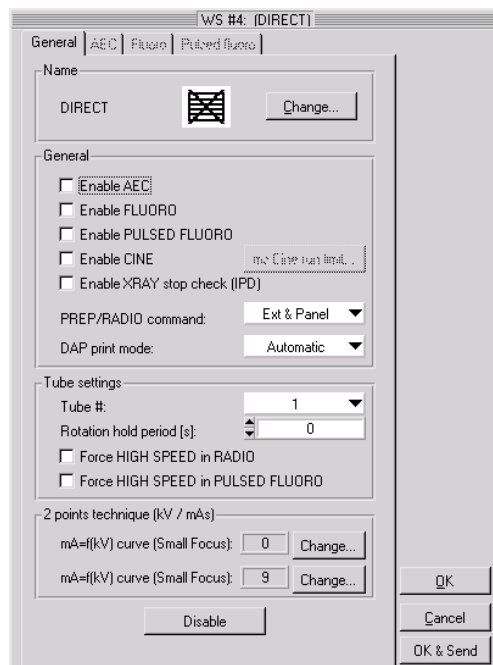 WS #4: (DIRECT)
General AEC Fluoro Pulsed fluoro
Name
DIRECT Change...
General
Enable AEC
Enable FLUORO
Enable PULSED FLUORO
Enable CINE ms Cine run limit...
Enable XRAY stop check (IPD)
PREP/RADIO command: Ext & Panel
DAP print mode: Automatic
Tube settings
Tube #: 1
Rotation hold period [s]: 0
Force HIGH SPEED in RADIO
Force HIGH SPEED in PULSED FLUORO
2 points technique (kV / mAs)
mA=f(kV) curve (Small Focus): 0 Change...
mA=f(kV) curve (Small Focus): 9 Change...
Disable
OK
Cancel
OK & Send